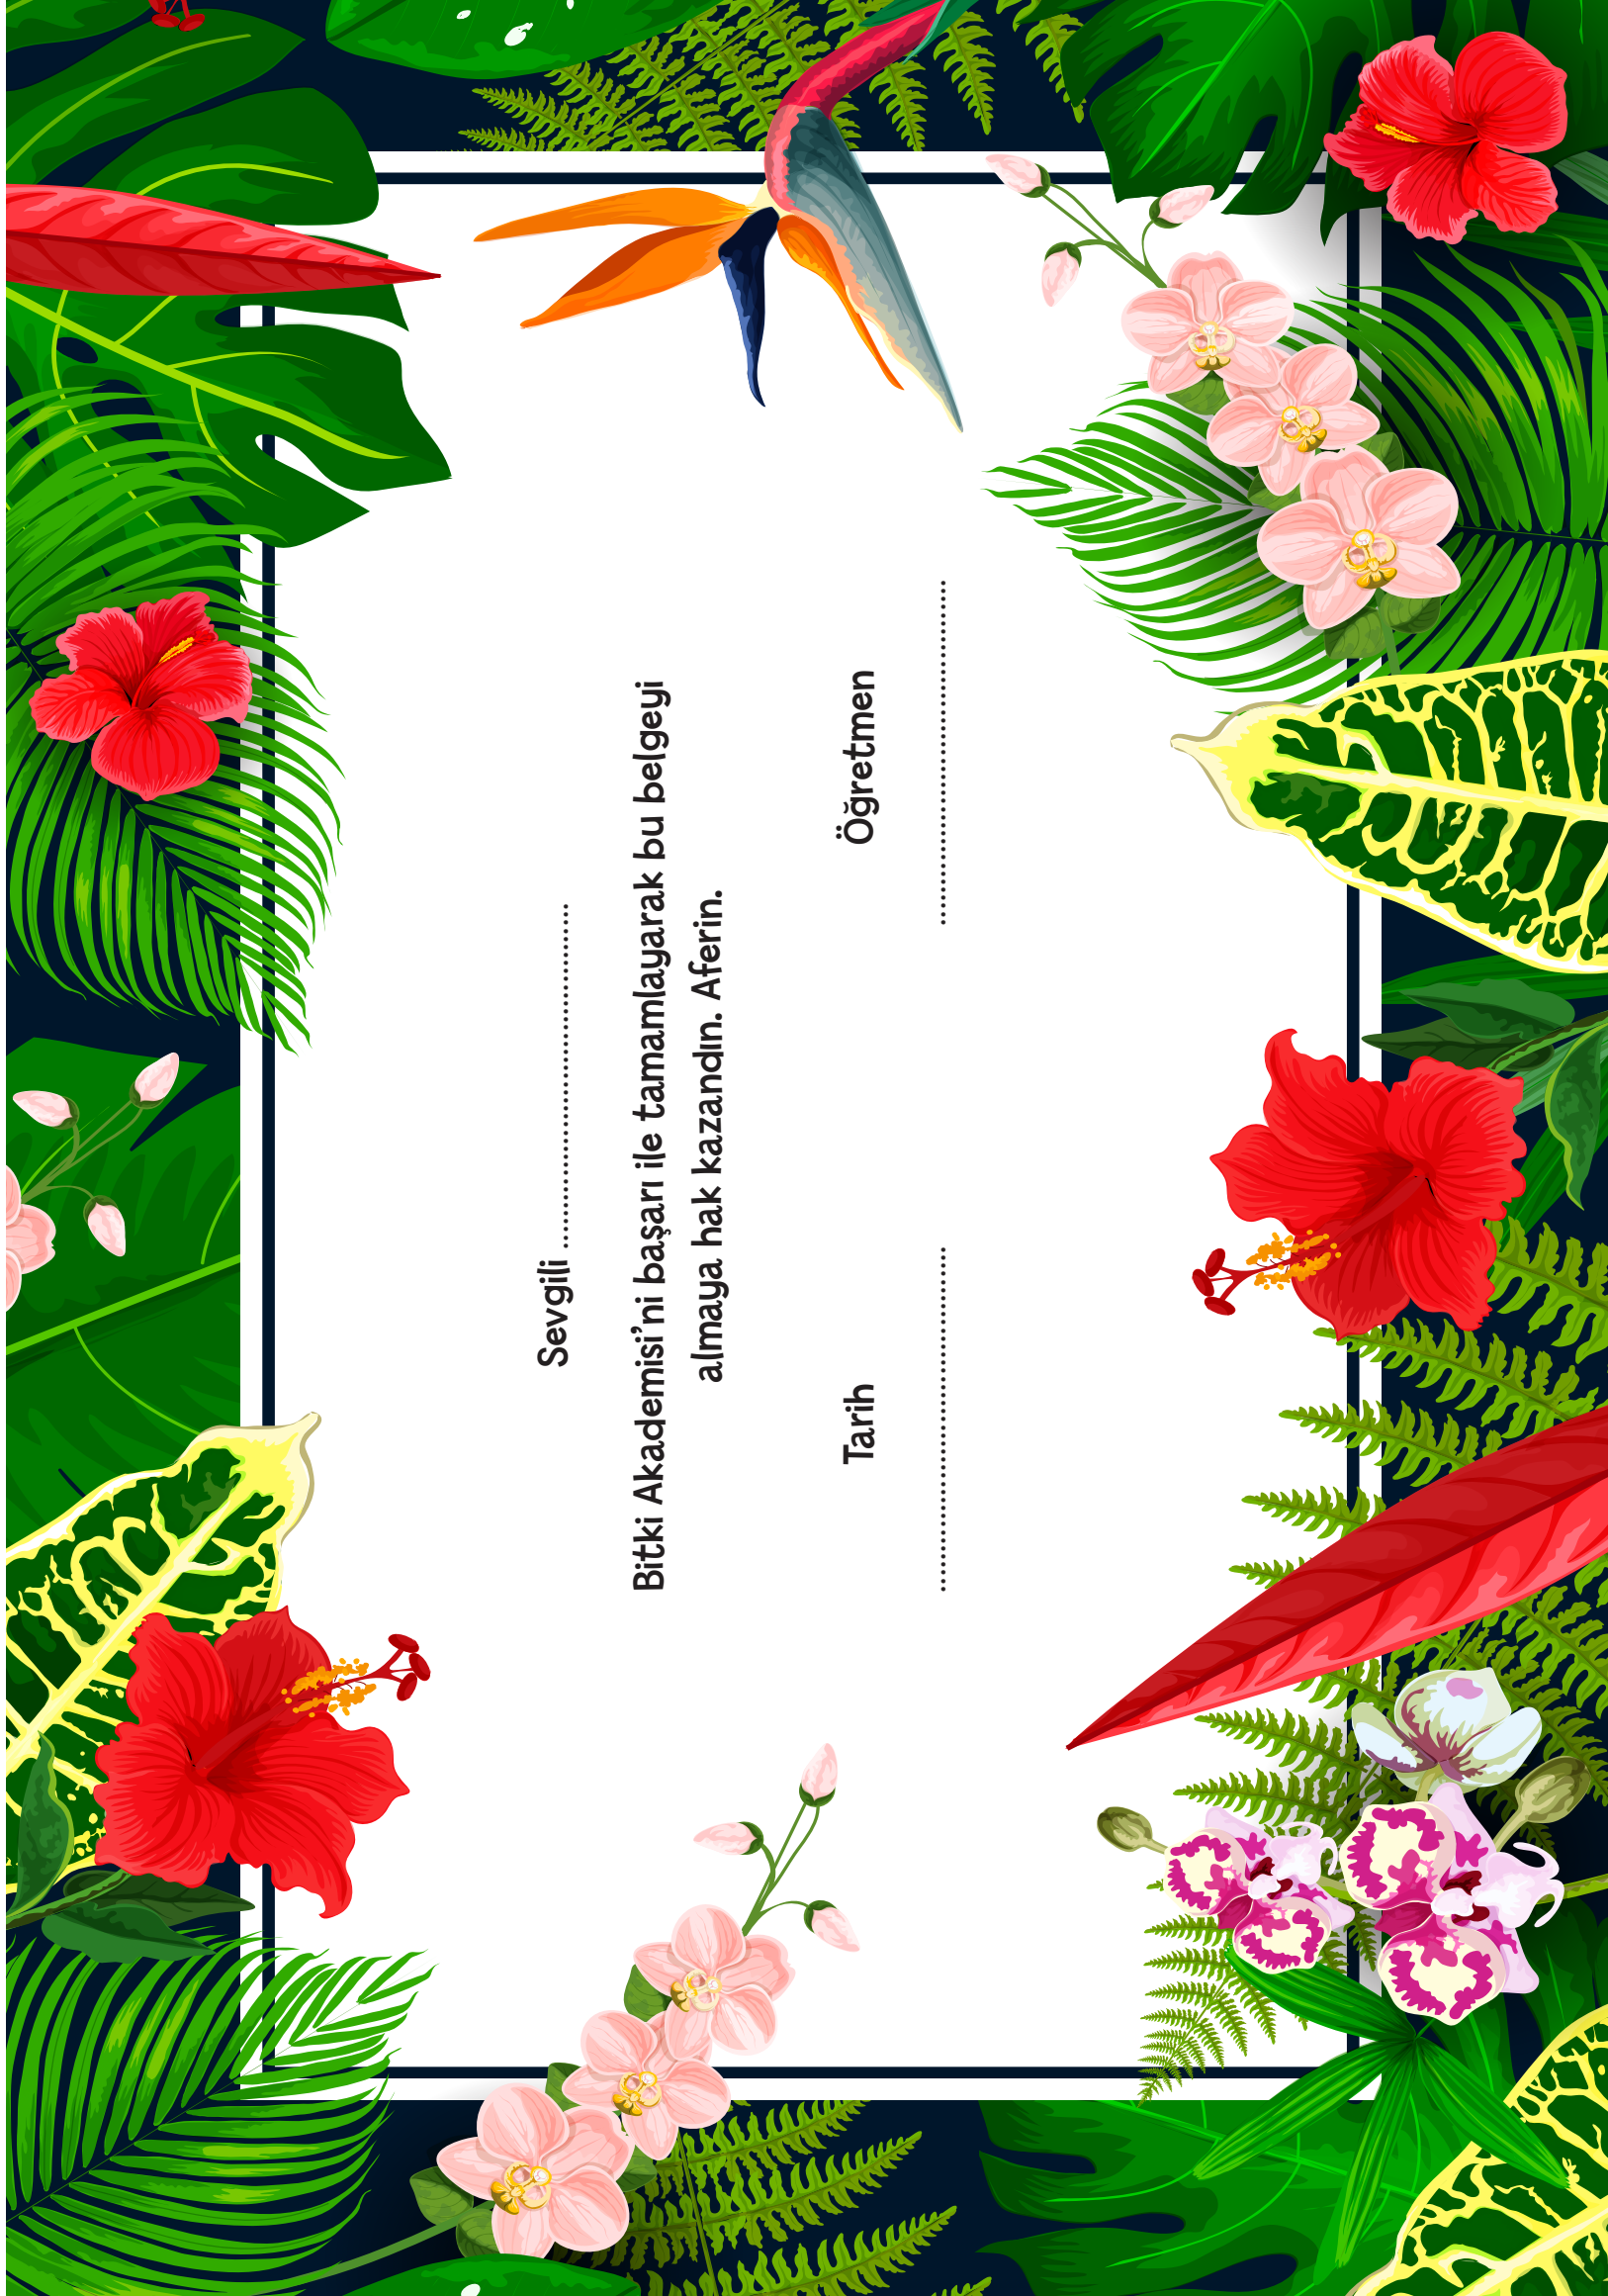 Sevgili ........................................
Bitki Akademisi’ni başarı ile tamamlayarak bu belgeyi
almaya hak kazandın. Aferin.
Tarih Öğretmen
........................................ ........................................